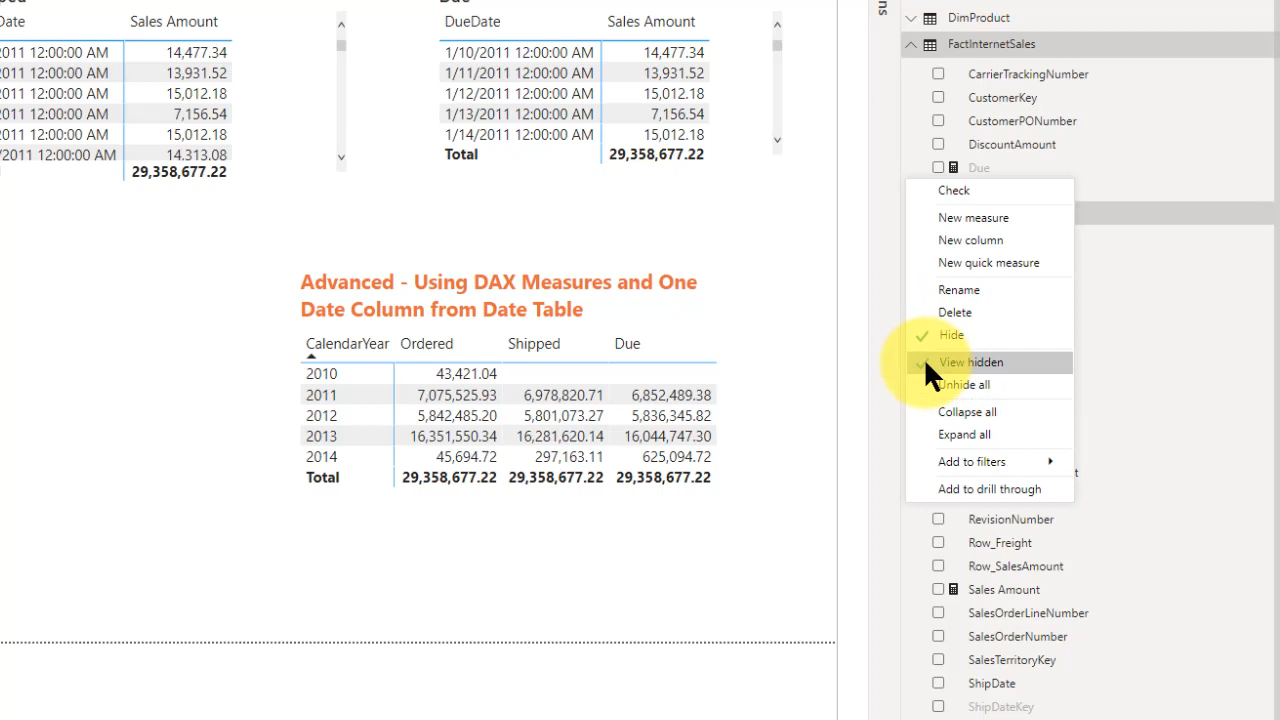 Date Sales Amount
2011 12:00:00 AM 14,477.34
2011 12:00:00 AM 13,931.52
2011 12:00:00 AM 15,012.18
2011 12:00:00 AM 7,156.54
2011 12:00:00 AM 15,012.18
/2011 12:00:00 AM 14,313.08
29,358,677.22
DueDate Sales Amount
1/10/2011 12:00:00 AM 14,477.34
1/11/2011 12:00:00 AM 13,931.52
1/12/2011 12:00:00 AM 15,012.18
1/13/2011 12:00:00 AM 7,156.54
1/14/2011 12:00:00 AM 15,012.18
Total 29,358,677.22
Advanced - Using DAX Measures and One
Date Column from Date Table
CalendarYear Ordered Shipped Due
2010 43,421.04
2011 7,075,525.93 6,978,820.71 6,852,489.38
2012 5,842,485.20 5,801,073.27 5,836,345.82
2013 16,351,550.34 16,281,620.14 16,044,747.30
2014 45,694.72 297,163.11 625,094.72
Total 29,358,677.22 29,358,677.22 29,358,677.22
DimProduct
FactInternetSales
CarrierTrackingNumber
CustomerKey
CustomerPONumber
DiscountAmount
Due
Check
New measure
New column
New quick measure
Rename
Delete
Hide
View hidden
Unhide all
Collapse all
Expand all
Add to filters
Add to drill through
RevisionNumber
Row_Freight
Row_SalesAmount
Sales Amount
SalesOrderLineNumber
SalesOrderNumber
SalesTerritoryKey
ShipDate
ShipDateKey